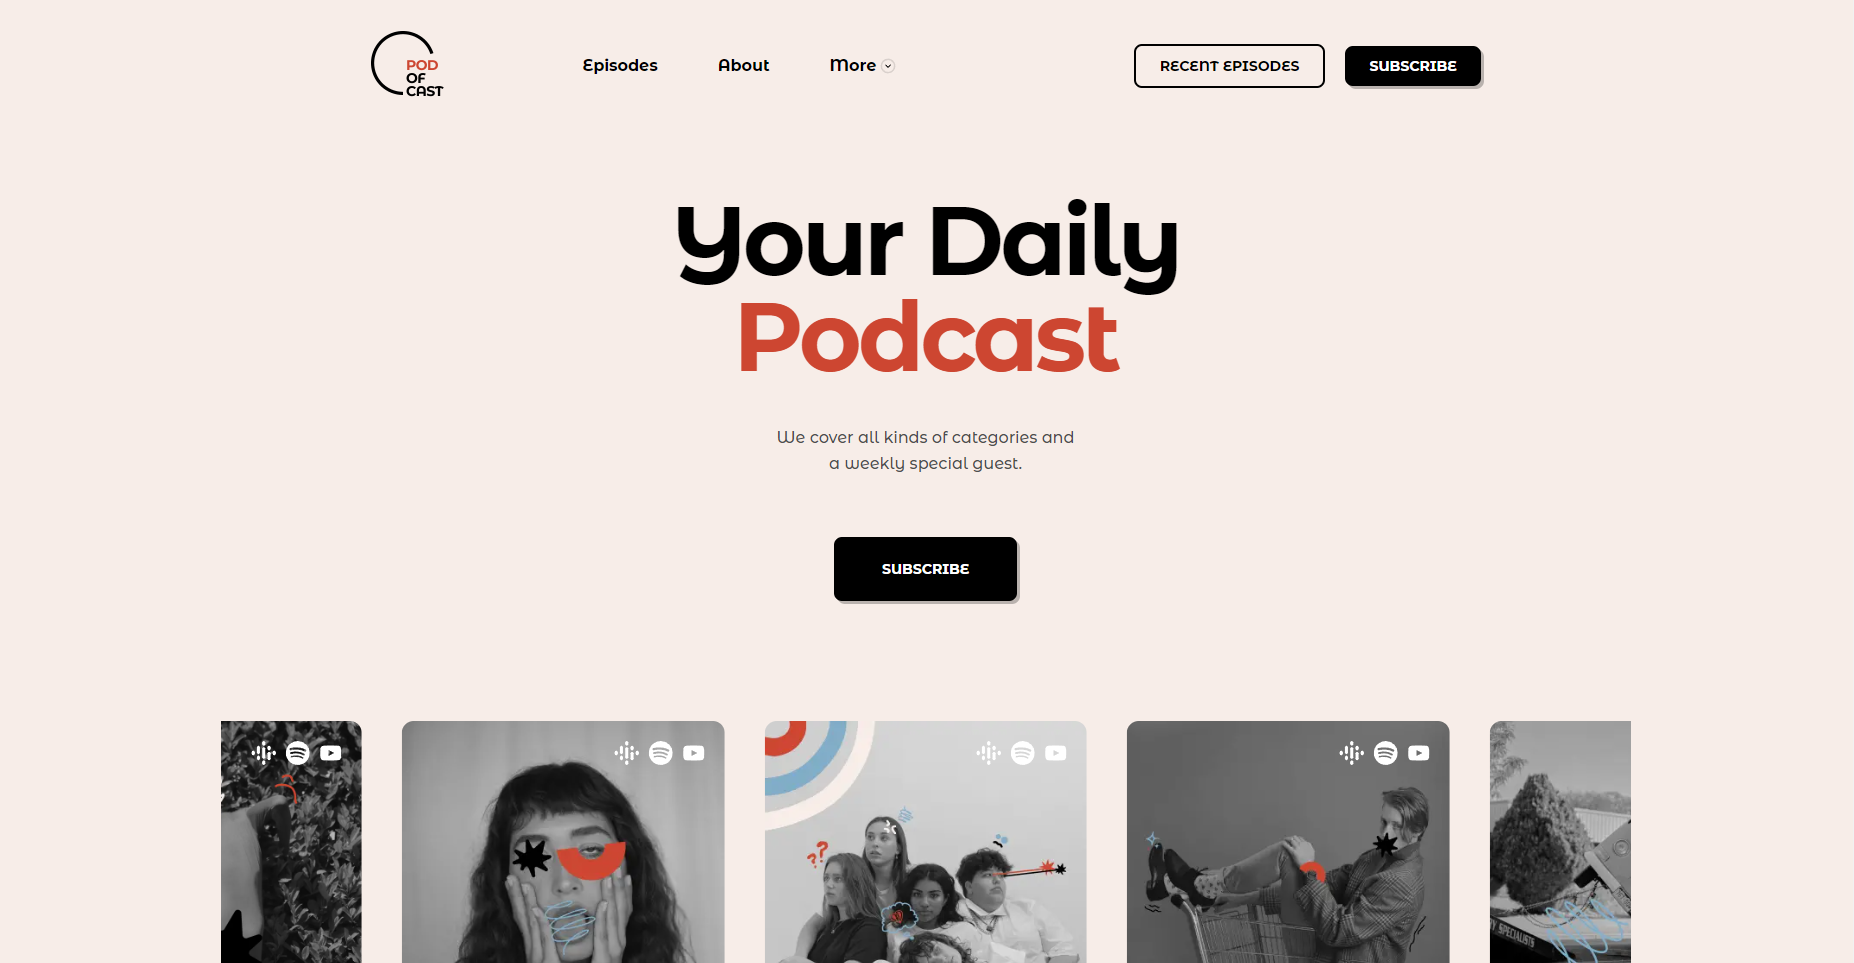 POD
OF
CAST
Episodes
About
More
RECENT EPISODES
SUBSCRIBE
Your Daily
Podcast
We cover all kinds of categories and
a weekly special guest.
SUBSCRIBE
??
SPECIALISTS